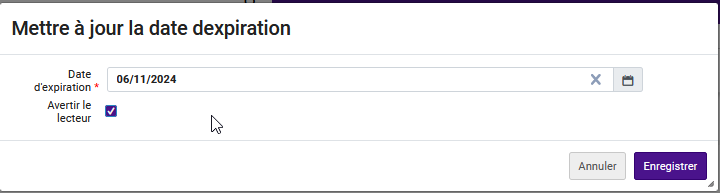 Mettre à jour la date dexpiration
Date
d'expiration *
06/11/2024
Avertir le
lecteur
Annuler
Enregistrer